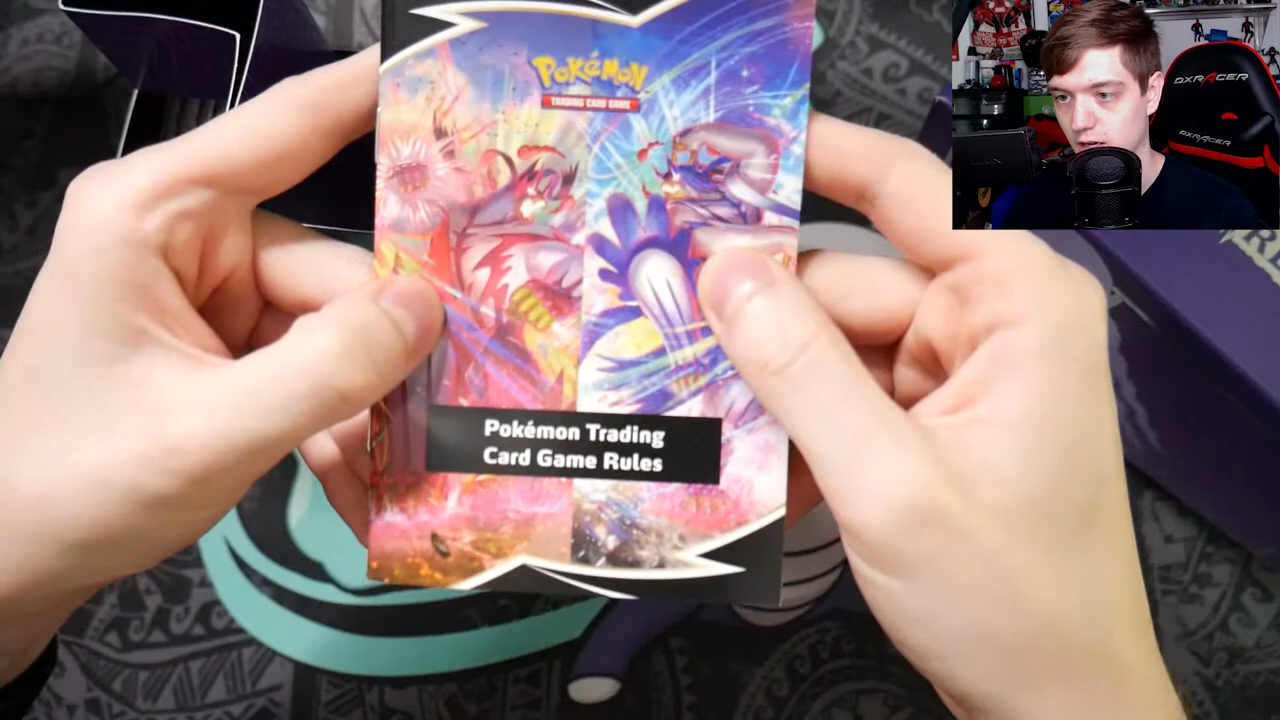 POKéMON
TRADING CARD GAME
Pokémon Trading
Card Game Rules
DXRACER
DXRACER